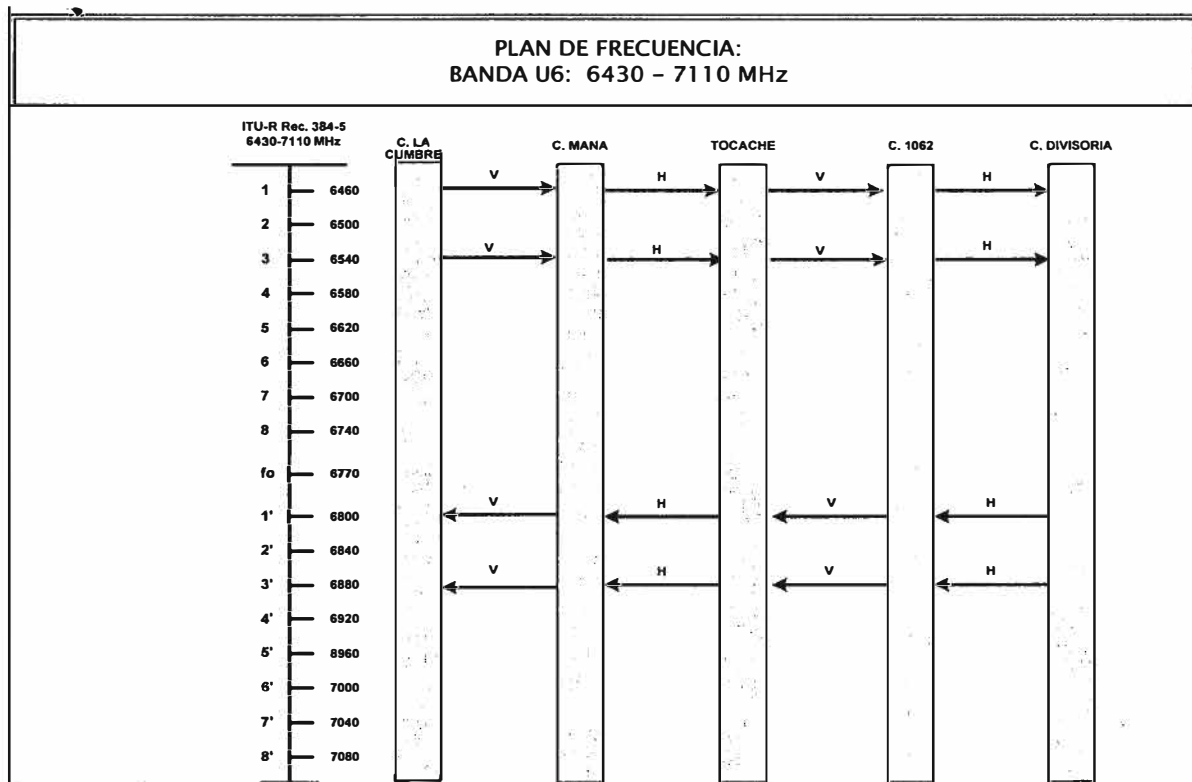 PLAN DE FRECUENCIA:
BANDA U6: 6430 – 7110 MHz
ITU-R Rec. 384-5
6430-7110 MHz
C. LA
CUMBRE
C. MANA
TOCACHE
C. 1062
C. DIVISORIA
V H V H
1 6460
2 6500
V H V H
3 6540
4 6580
5 6620
6 6660
7 6700
8 6740
fo 6770
V H V H
1' 6800
2' 6840
V H V H
3' 6880
4' 6920
5' 8960
6' 7000
7' 7040
8' 7080